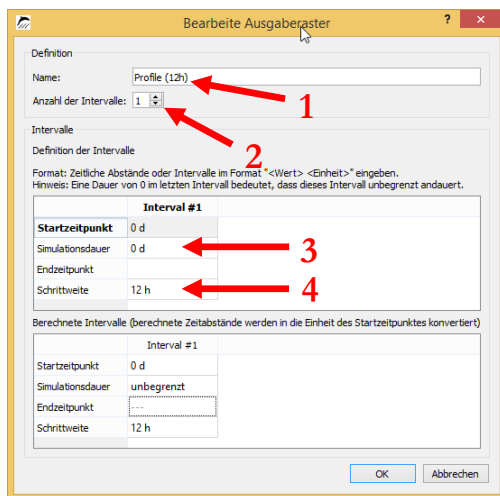 Bearbeite Ausgaberaster
? ×
Definition
Name: Profile (12h)
1
Anzahl der Intervalle: 1
2
Intervalle
Definition der Intervalle
Format: Zeitliche Abstände oder Intervalle im Format "<Wert> <Einheit>" eingeben.
Hinweis: Eine Dauer von 0 im letzten Intervall bedeutet, dass dieses Intervall unbegrenzt andauert.
Interval #1
Startzeitpunkt 0 d
Simulationsdauer 0 d
3
Endzeitpunkt
Schrittweite 12 h
4
Berechnete Intervalle (berechnete Zeitabstände werden in die Einheit des Startzeitpunktes konvertiert)
Interval #1
Startzeitpunkt 0 d
Simulationsdauer unbegrenzt
Endzeitpunkt ---
Schrittweite 12 h
OK Abbrechen